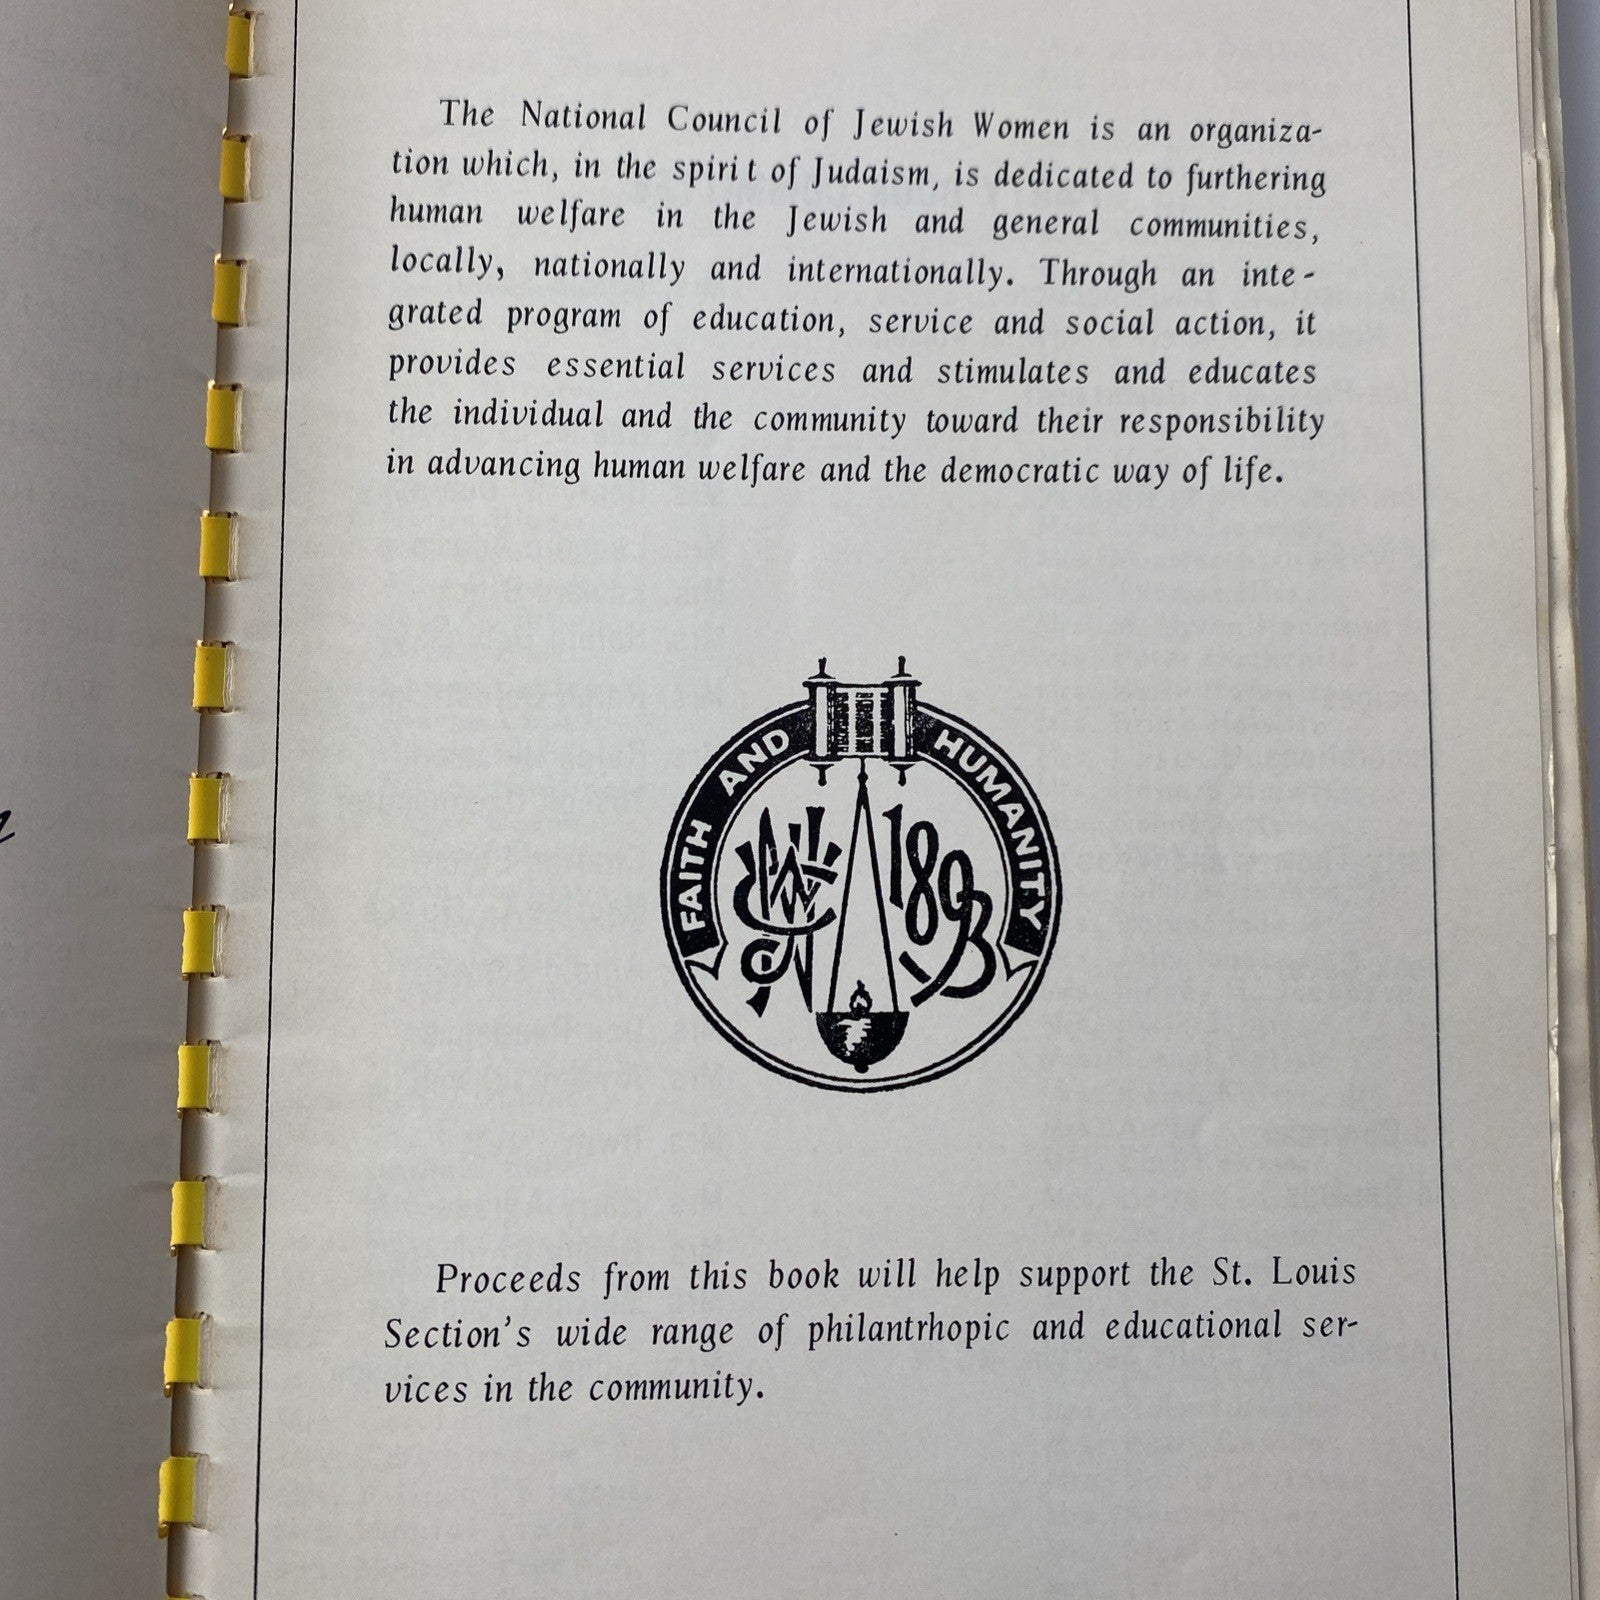 The National Council of Jewish Women is an organiza-
tion which, in the spirit of Judaism, is dedicated to furthering
human welfare in the Jewish and general communities,
locally, nationally and internationally. Through an inte-
grated program of education, service and social action, it
provides essential services and stimulates and educates
the individual and the community toward their responsibility
in advancing human welfare and the democratic way of life.
FAITH AND HUMANITY
1893
Proceeds from this book will help support the St. Louis
Section's wide range of philantrhopic and educational ser-
vices in the community.